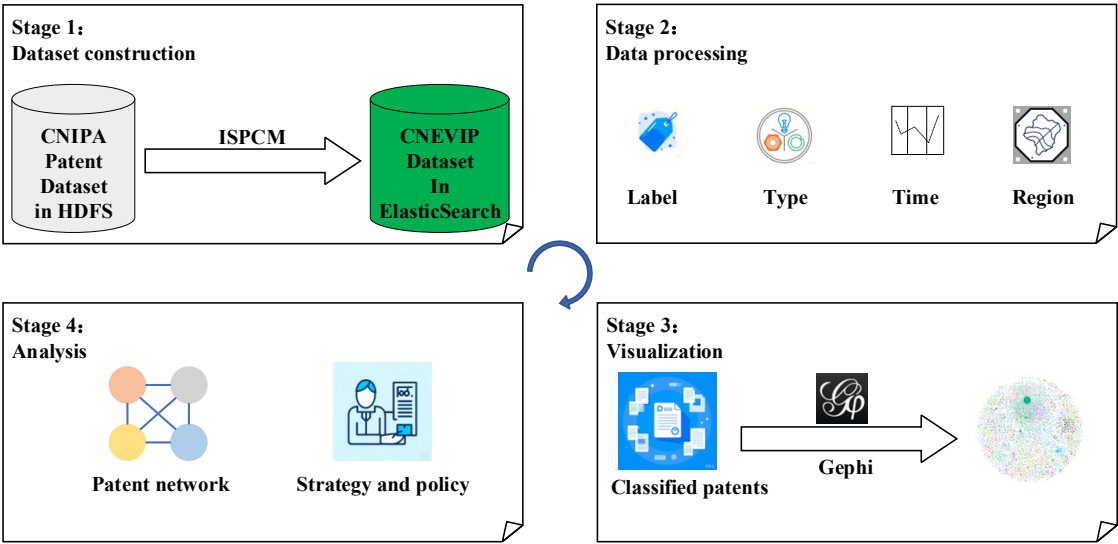 Stage 1:
Dataset construction
CNIPA
Patent
Dataset
in HDFS
ISPCM
CNEVIP
Dataset
In
ElasticSearch
Stage 2:
Data processing
Label
Type
Time
Region
Stage 3:
Visualization
Classified patents
Gephi
Stage 4:
Analysis
Patent network
Strategy and policy